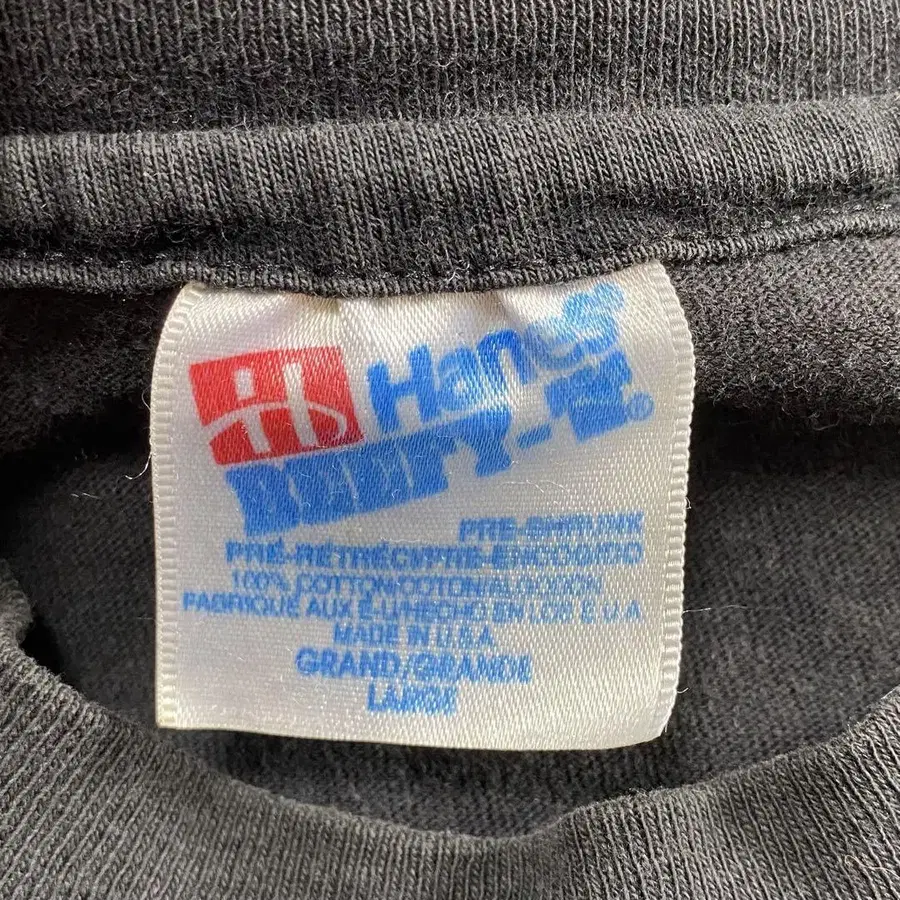 H Hanes®
BEEFY-T®
PRE-SHRUNK
PRÉ-RÉTRÉCI/PRE-ENCOGIDO
100% COTTON/COTON/ALGODON
FABRIQUÉ AUX É-U/HECHO EN LOS E.U.A
MADE IN U.S.A.
GRAND/GRANDE
LARGE